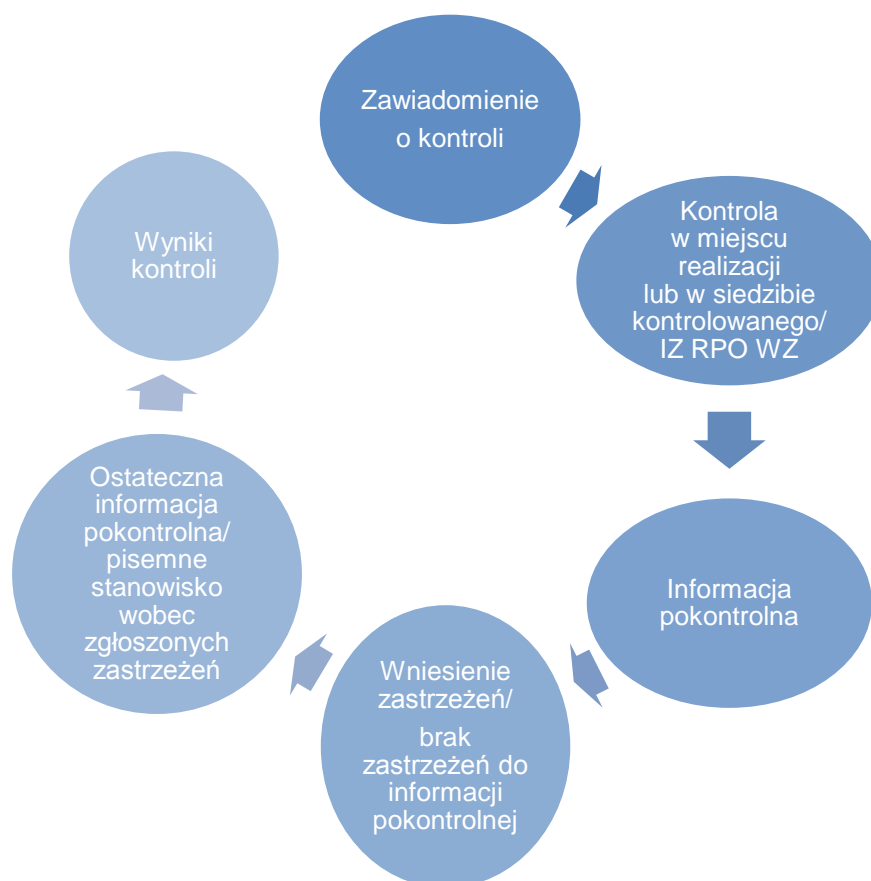 Zawiadomienie
o kontroli
Kontrola
w miejscu
realizacji
lub w siedzibie
kontrolowanego/
IZ RPO WZ
Informacja
pokontrolna
Wniesienie
zastrzeżeń/
brak
zastrzeżeń do
informacji
pokontrolnej
Ostateczna
informacja
pokontrolna/
pisemne
stanowisko
wobec
zgłoszonych
zastrzeżeń
Wyniki
kontroli